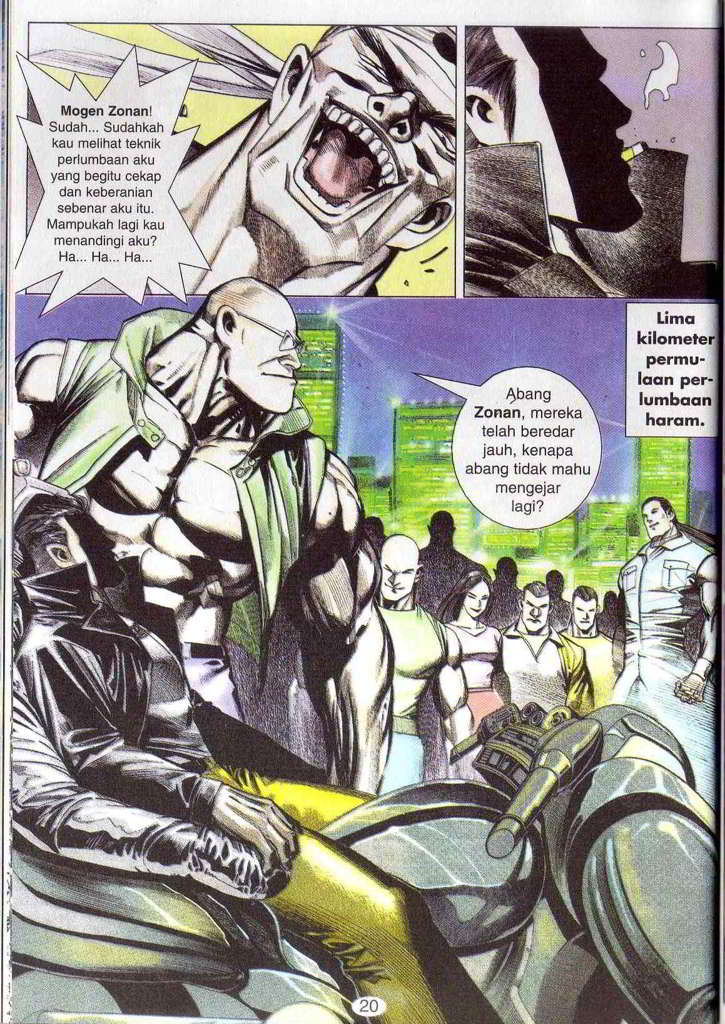 Mogen Zonan!
Sudah... Sudahkah
kau melihat teknik
perlumbaan aku
yang begitu cekap
dan keberanian
sebenar aku itu.
Mampukah lagi kau
menandingi aku?
Ha... Ha... Ha...
Lima
kilometer
permu-
laan per-
lumbaan
haram.
Abang
Zonan, mereka
telah beredar
jauh, kenapa
abang tidak mahu
mengejar
lagi?
20